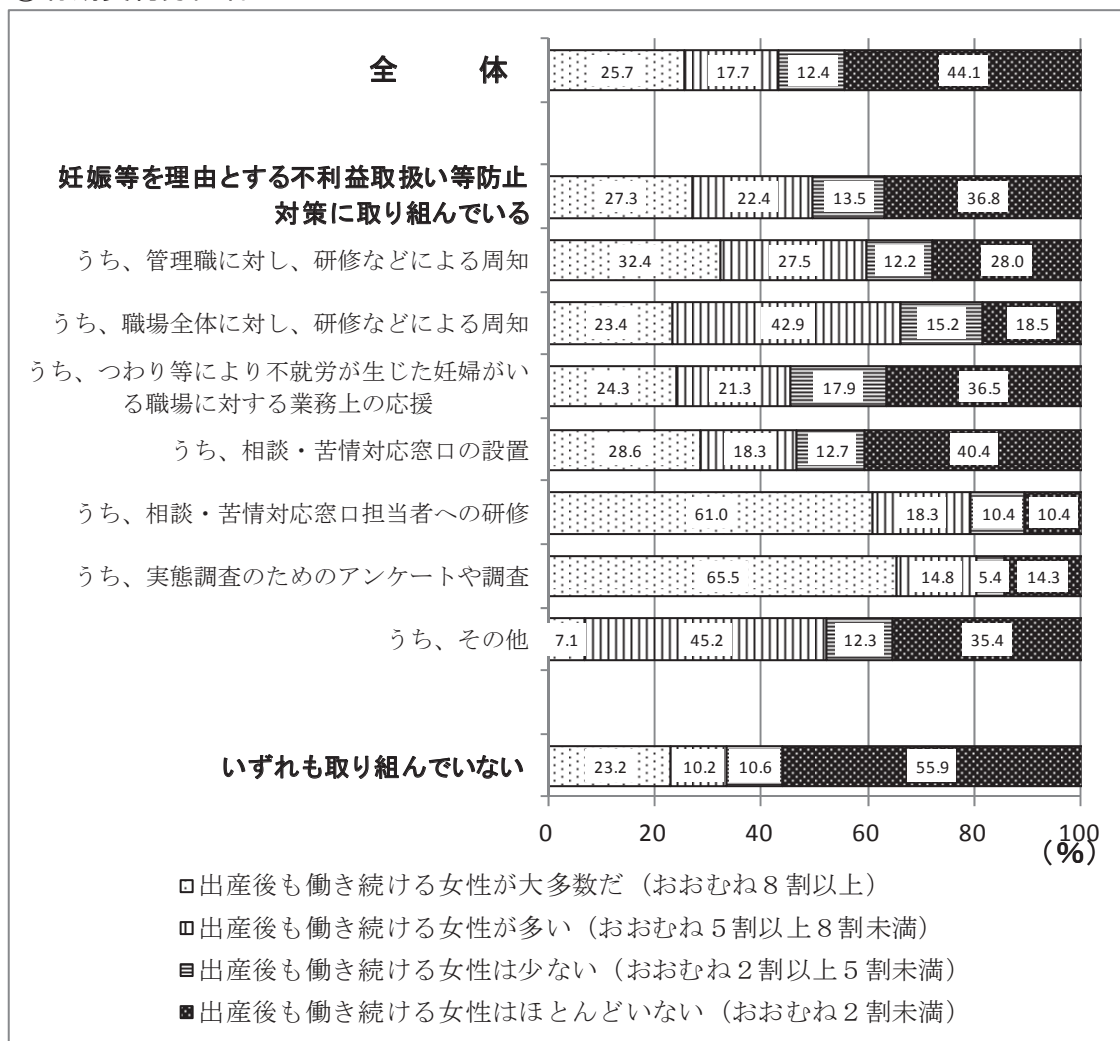 全 体
25.7 17.7 12.4 44.1
妊娠等を理由とする不利益取扱い等防止
対策に取り組んでいる
27.3 22.4 13.5 36.8
うち、管理職に対し、研修などによる周知
32.4 27.5 12.2 28.0
うち、職場全体に対し、研修などによる周知
23.4 42.9 15.2 18.5
うち、つわり等により不就労が生じた妊婦がい
る職場に対する業務上の応援
24.3 21.3 17.9 36.5
うち、相談・苦情対応窓口の設置
28.6 18.3 12.7 40.4
うち、相談・苦情対応窓口担当者への研修
61.0 18.3 10.4 10.4
うち、実態調査のためのアンケートや調査
65.5 14.8 5.4 14.3
うち、その他
7.1 45.2 12.3 35.4
いずれも取り組んでいない
23.2 10.2 10.6 55.9
0 20 40 60 80 100
(%)
出産後も働き続ける女性が大多数だ（おおむね８割以上）
出産後も働き続ける女性が多い（おおむね５割以上８割未満）
出産後も働き続ける女性は少ない（おおむね２割以上５割未満）
出産後も働き続ける女性はほとんどいない（おおむね２割未満）